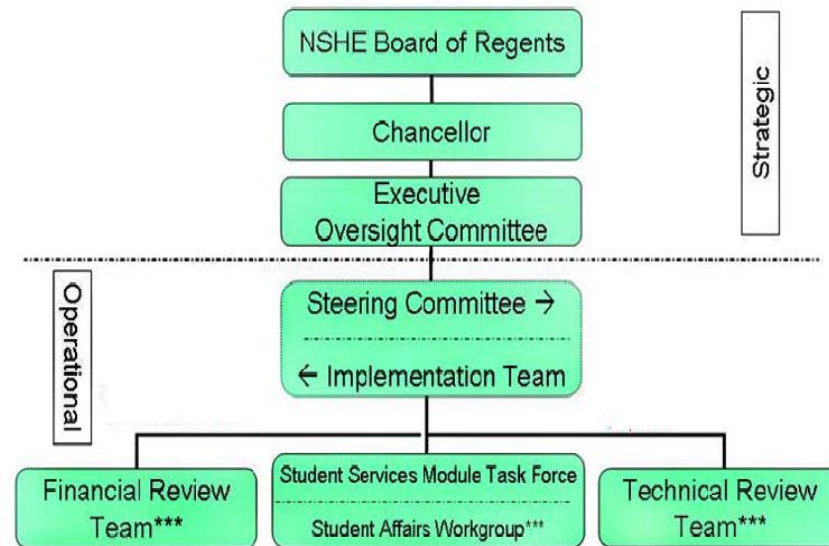 NSHE Board of Regents
Strategic
Chancellor
Executive
Oversight Committee
Operational
Steering Committee →
← Implementation Team
Financial Review
Team***
Student Services Module Task Force
Student Affairs Workgroup***
Technical Review
Team***